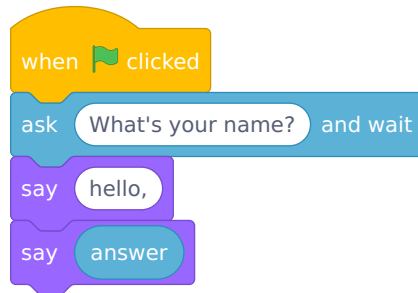 when clicked
ask What's your name? and wait
say hello,
say answer